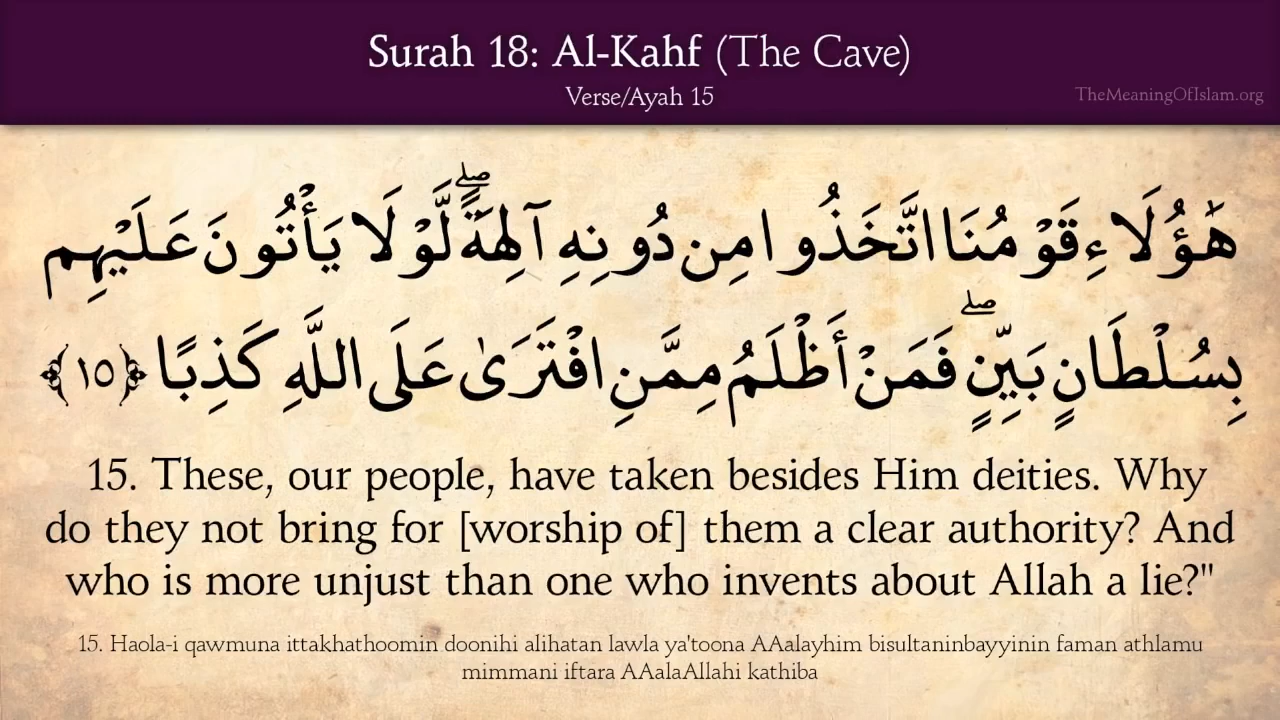 Surah 18: Al-Kahf (The Cave)
Verse/Ayah 15
TheMeaningOfIslam.org
هَٰؤُلَاءِ قَوْمُنَا اتَّخَذُوا مِن دُونِهِ آلِهَةً ۖ لَّوْلَا يَأْتُونَ عَلَيْهِم
بِسُلْطَانٍ بَيِّنٍ ۖ فَمَنْ أَظْلَمُ مِمَّنِ افْتَرَىٰ عَلَى اللَّهِ كَذِبًا ﴿١٥﴾
15. These, our people, have taken besides Him deities. Why
do they not bring for [worship of] them a clear authority? And
who is more unjust than one who invents about Allah a lie?"
15. Haola-i qawmuna ittakhathoomin doonihi alihatan lawla ya'toona AAalayhim bisultaninbayyinin faman athlamu
mimmani iftara AAalaAllahi kathiba